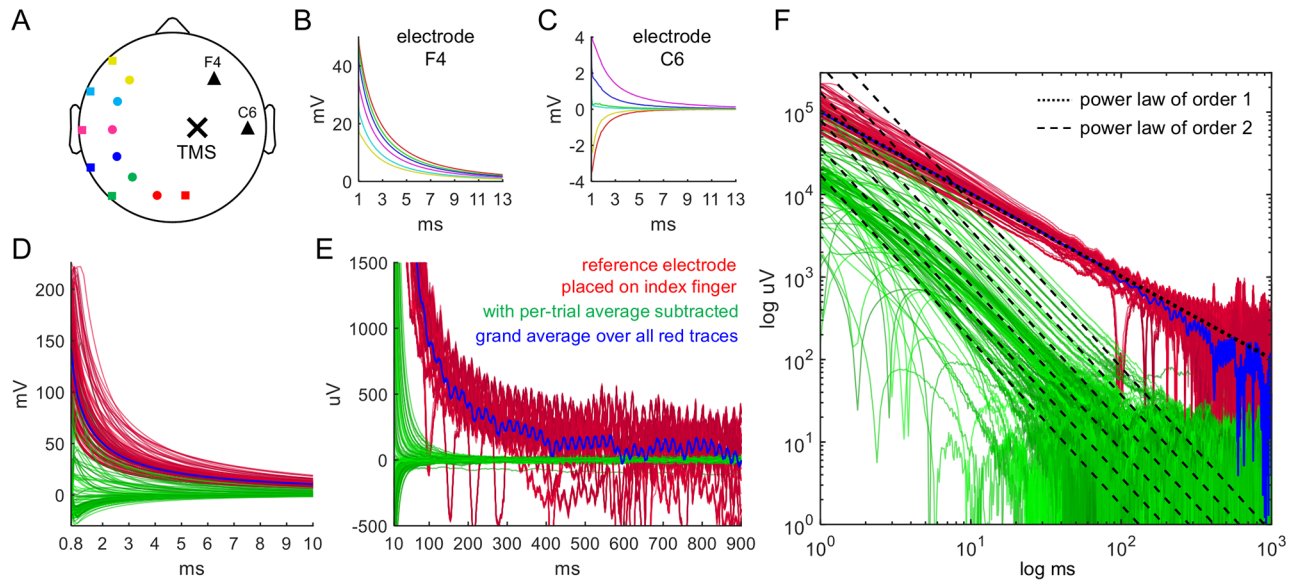 A
F4
C6
TMS
B
electrode
F4
mV
40
20
0
1 3 5 7 9 11 13
ms
C
electrode
C6
mV
4
2
0
-2
-4
1 3 5 7 9 11 13
ms
D
mV
200
150
100
50
0
0.8 2 3 4 5 6 7 8 9 10
ms
E
uV
1500
1000
500
0
-500
reference electrode
placed on index finger
with per-trial average subtracted
grand average over all red traces
10 100 200 300 400 500 600 700 800 900
ms
F
log uV
10^5
10^4
10^3
10^2
10^1
10^0
power law of order 1
power law of order 2
10^0 10^1 10^2 10^3
log ms